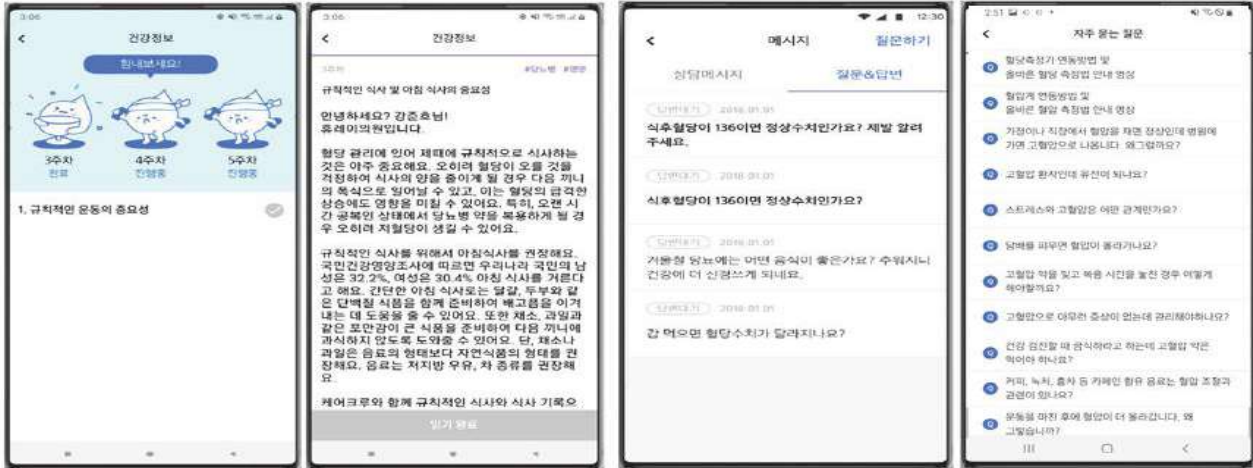 3:06
건강정보
힘내보세요!
3주차
4주차
5주차
완료
진행중
진행중
1. 규칙적인 운동의 중요성
3:06
건강정보
3주차
#당뇨병 #영양
규칙적인 식사 및 아침 식사의 중요성
안녕하세요? 강준호님!
휴레이의원입니다.
혈당 관리에 있어 제때에 규칙적으로 식사하는
것은 아주 중요해요. 오히려 혈당이 오를 것을
걱정하여 식사의 양을 줄이게 될 경우 다음 끼니
의 폭식으로 일어날 수 있고, 이는 혈당의 급격한
상승에도 영향을 미칠 수 있어요. 특히, 오랜 시
간 공복인 상태에서 당뇨병 약을 복용하게 될 경
우 오히려 저혈당이 생길 수 있어요.
규칙적인 식사를 위해서 아침식사를 권장해요.
국민건강영양조사에 따르면 우리나라 국민의 남
성은 32.2%, 여성은 30.4% 아침 식사를 거른다
고 해요. 간단한 아침 식사로는 달걀, 두부와 같
은 단백질 식품을 함께 준비하여 배고픔을 이겨
내는 데 도움을 줄 수 있어요. 또한 채소, 과일과
같은 포만감이 큰 식품을 준비하여 다음 끼니에
과식하지 않도록 도와줄 수 있어요. 단, 채소나
과일은 음료의 형태보다 자연식품의 형태를 권
장해요. 음료는 저지방 우유, 차 종류를 권장해
요.
케어크루와 함께 규칙적인 식사와 식사 기록으
읽기 완료
12:30
메시지
질문하기
상담메시지
질문&답변
답변대기 2018.01.01
식후혈당이 136이면 정상수치인가요? 제발 알려
주세요.
답변대기 2018.01.01
식후혈당이 136이면 정상수치인가요?
답변대기 2018.01.01
겨울철 당뇨에는 어떤 음식이 좋은가요? 추워지니
건강에 더 신경쓰게 되네요.
답변대기 2018.01.01
감 먹으면 혈당수치가 달라지나요?
2:51
자주 묻는 질문
Q 혈당측정기 연동방법 및
올바른 혈당 측정법 안내 영상
Q 혈압계 연동방법 및
올바른 혈압 측정법 안내 영상
Q 가정이나 직장에서 혈압을 재면 정상인데 병원에
가면 고혈압으로 나옵니다. 왜그럴까요?
Q 고혈압 환자인데 유전이 되나요?
Q 스트레스와 고혈압은 어떤 관계인가요?
Q 담배를 피우면 혈압이 올라가나요?
Q 고혈압 약을 잊고 복용 시간을 놓친 경우 어떻게
해야할까요?
Q 고혈압으로 아무런 증상이 없는데 관리해야하나요?
Q 건강 검진할 때 금식하라고 하는데 고혈압 약은
먹어야 하나요?
Q 커피, 녹차, 홍차 등 카페인 함유 음료는 혈압 조절과
관련이 있나요?
Q 운동을 마친 후에 혈압이 더 올라갑니다. 왜
그렇습니까?